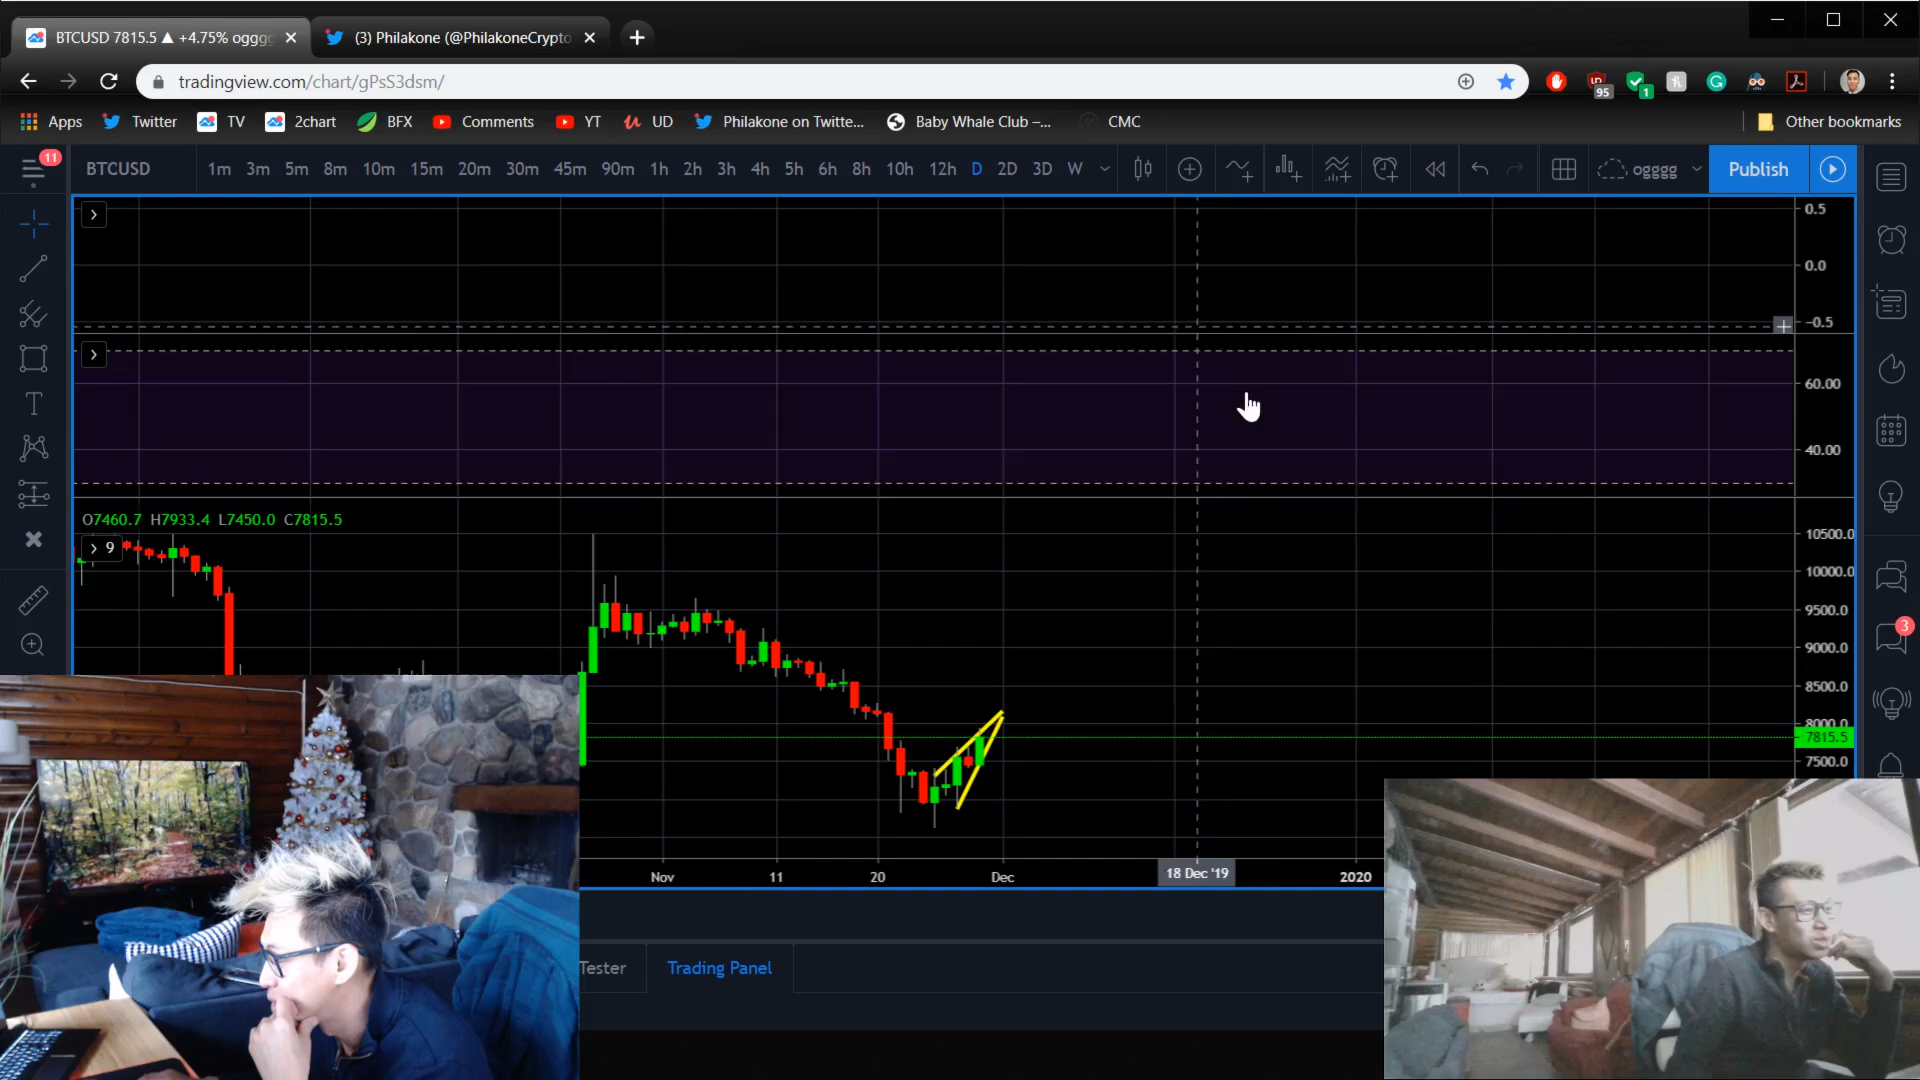 BTCUSD 7815.5 ▲ +4.75% ogggg
(3) Philakone (@PhilakoneCrypto
tradingview.com/chart/gPsS3dsm/
95
1
Apps Twitter TV 2chart BFX Comments YT UD Philakone on Twitte... Baby Whale Club –... CMC Other bookmarks
11
BTCUSD 1m 3m 5m 8m 10m 15m 20m 30m 45m 90m 1h 2h 3h 4h 5h 6h 8h 10h 12h D 2D 3D W ogggg Publish
0.5
0.0
−0.5
60.00
40.00
O7460.7 H7933.4 L7450.0 C7815.5
9
10500.0
10000.0
9500.0
9000.0
8500.0
8000.0
7815.5
7500.0
3
Nov 11 20 Dec 18 Dec '19 2020
Tester Trading Panel